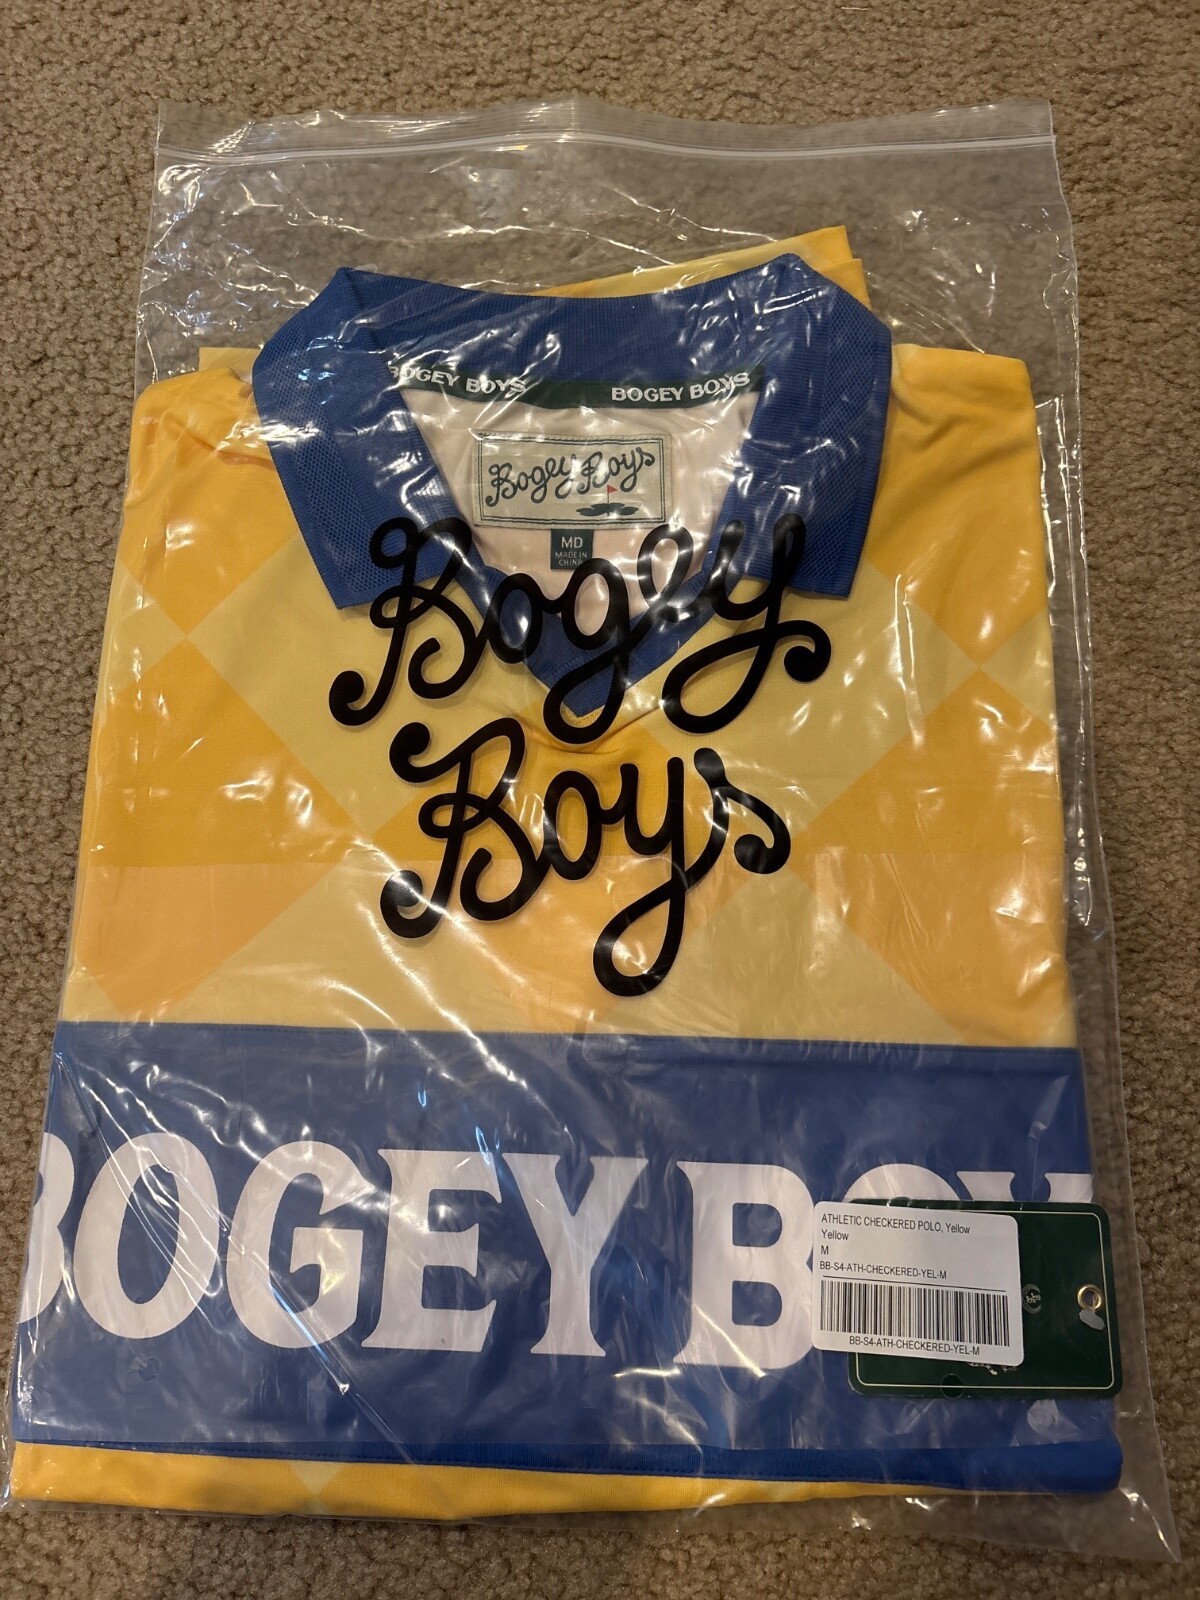 BOGEY BOYS BOGEY BOYS
Bogey Boys
MD
MADE IN
CHINA
Bogey
Boys
BOGEY BOY
ATHLETIC CHECKERED POLO, Yellow
Yellow
M
BB-S4-ATH-CHECKERED-YEL-M
BB-S4-ATH-CHECKERED-YEL-M